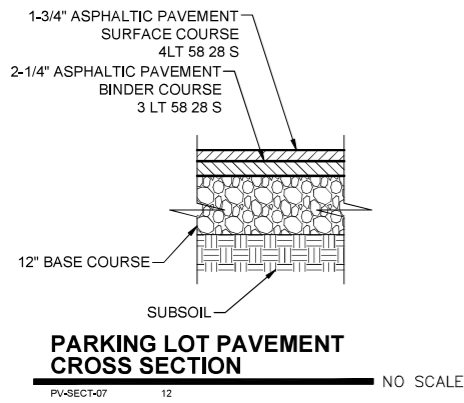 1-3/4" ASPHALTIC PAVEMENT
SURFACE COURSE
4LT 58 28 S
2-1/4" ASPHALTIC PAVEMENT
BINDER COURSE
3 LT 58 28 S
12" BASE COURSE
SUBSOIL
PARKING LOT PAVEMENT
CROSS SECTION
NO SCALE
PV-SECT-07 12